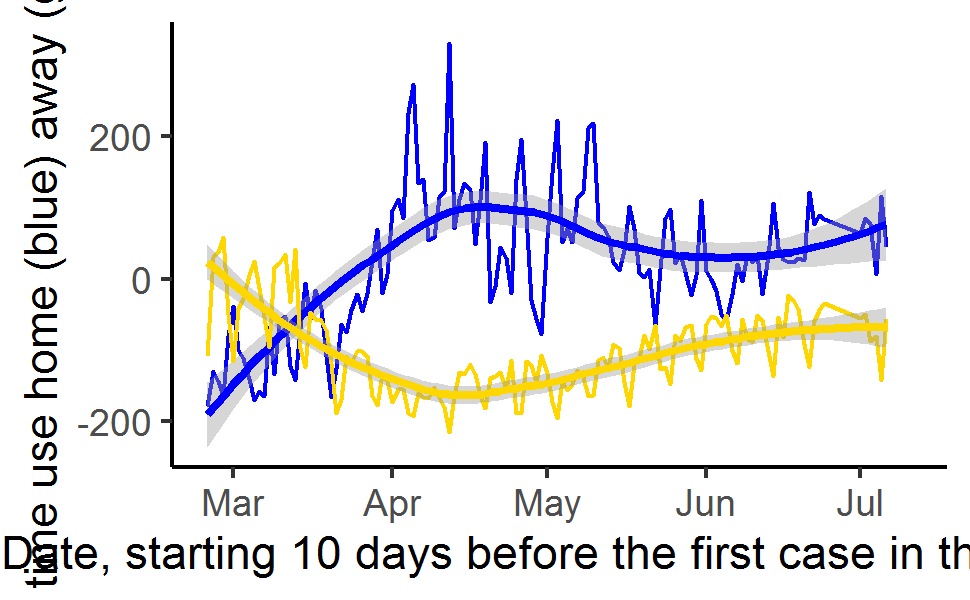 time use home (blue) away (
200
0
-200
Mar Apr May Jun Jul
Date, starting 10 days before the first case in